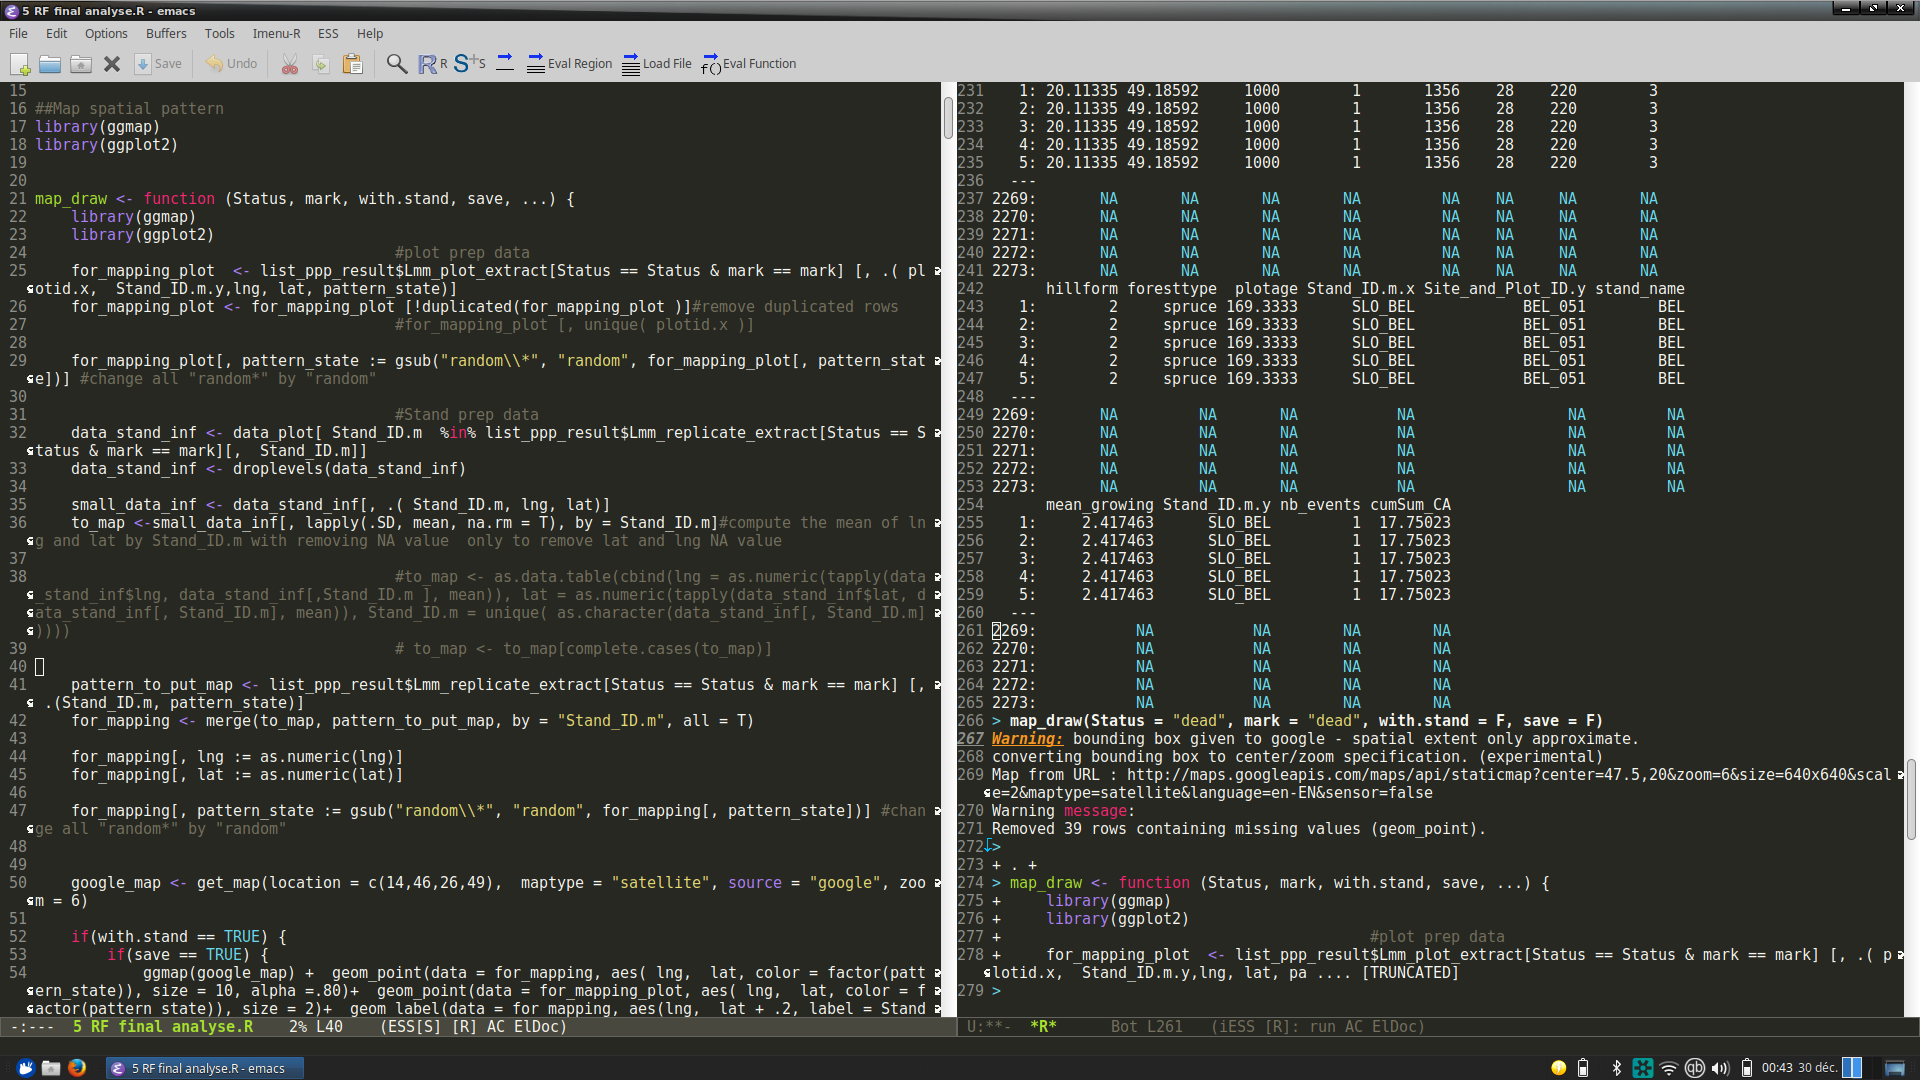 5 RF final analyse.R - emacs
File Edit Options Buffers Tools Imenu-R ESS Help
Save Undo R S Eval Region Load File f() Eval Function
15
16 ##Map spatial pattern
17 library(ggmap)
18 library(ggplot2)
19
20
21 map_draw <- function (Status, mark, with.stand, save, ...) {
22     library(ggmap)
23     library(ggplot2)
24                                         #plot prep data
25     for_mapping_plot  <- list_ppp_result$Lmm_plot_extract[Status == Status & mark == mark] [, .( pl
otid.x,  Stand_ID.m.y,lng, lat, pattern_state)]
26     for_mapping_plot <- for_mapping_plot [!duplicated(for_mapping_plot )]#remove duplicated rows
27                                         #for_mapping_plot [, unique( plotid.x )]
28
29     for_mapping_plot[, pattern_state := gsub("random\\*", "random", for_mapping_plot[, pattern_stat
e])] #change all "random*" by "random"
30
31                                         #Stand prep data
32     data_stand_inf <- data_plot[ Stand_ID.m  %in% list_ppp_result$Lmm_replicate_extract[Status == S
tatus & mark == mark][,  Stand_ID.m]]
33     data_stand_inf <- droplevels(data_stand_inf)
34
35     small_data_inf <- data_stand_inf[, .( Stand_ID.m, lng, lat)]
36     to_map <-small_data_inf[, lapply(.SD, mean, na.rm = T), by = Stand_ID.m]#compute the mean of ln
g and lat by Stand_ID.m with removing NA value  only to remove lat and lng NA value
37
38                                         #to_map <- as.data.table(cbind(lng = as.numeric(tapply(data
_stand_inf$lng, data_stand_inf[,Stand_ID.m ], mean)), lat = as.numeric(tapply(data_stand_inf$lat, d
ata_stand_inf[, Stand_ID.m], mean)), Stand_ID.m = unique( as.character(data_stand_inf[, Stand_ID.m]
))))
39                                         # to_map <- to_map[complete.cases(to_map)]
40
41     pattern_to_put_map <- list_ppp_result$Lmm_replicate_extract[Status == Status & mark == mark] [,
 .(Stand_ID.m, pattern_state)]
42     for_mapping <- merge(to_map, pattern_to_put_map, by = "Stand_ID.m", all = T)
43
44     for_mapping[, lng := as.numeric(lng)]
45     for_mapping[, lat := as.numeric(lat)]
46
47     for_mapping[, pattern_state := gsub("random\\*", "random", for_mapping[, pattern_state])] #chan
ge all "random*" by "random"
48
49
50     google_map <- get_map(location = c(14,46,26,49),  maptype = "satellite", source = "google", zoo
m = 6)
51
52     if(with.stand == TRUE) {
53         if(save == TRUE) {
54             ggmap(google_map) +  geom_point(data = for_mapping, aes( lng,  lat, color = factor(patt
ern_state)), size = 10, alpha =.80)+  geom_point(data = for_mapping_plot, aes( lng,  lat, color = f
actor(pattern_state)), size = 2)+  geom_label(data = for_mapping, aes(lng,  lat + .2, label = Stand
-:---  5 RF final analyse.R    2% L40    (ESS[S] [R] AC ElDoc)
231    1: 20.11335 49.18592      1000        1       1356    28    220        3
232    2: 20.11335 49.18592      1000        1       1356    28    220        3
233    3: 20.11335 49.18592      1000        1       1356    28    220        3
234    4: 20.11335 49.18592      1000        1       1356    28    220        3
235    5: 20.11335 49.18592      1000        1       1356    28    220        3
236   ---
237 2269:       NA       NA       NA       NA         NA    NA     NA       NA
238 2270:       NA       NA       NA       NA         NA    NA     NA       NA
239 2271:       NA       NA       NA       NA         NA    NA     NA       NA
240 2272:       NA       NA       NA       NA         NA    NA     NA       NA
241 2273:       NA       NA       NA       NA         NA    NA     NA       NA
242       hillform foresttype  plotage Stand_ID.m.x Site_and_Plot_ID.y stand_name
243    1:        2     spruce 169.3333      SLO_BEL            BEL_051        BEL
244    2:        2     spruce 169.3333      SLO_BEL            BEL_051        BEL
245    3:        2     spruce 169.3333      SLO_BEL            BEL_051        BEL
246    4:        2     spruce 169.3333      SLO_BEL            BEL_051        BEL
247    5:        2     spruce 169.3333      SLO_BEL            BEL_051        BEL
248   ---
249 2269:       NA         NA       NA           NA                 NA         NA
250 2270:       NA         NA       NA           NA                 NA         NA
251 2271:       NA         NA       NA           NA                 NA         NA
252 2272:       NA         NA       NA           NA                 NA         NA
253 2273:       NA         NA       NA           NA                 NA         NA
254       mean_growing Stand_ID.m.y nb_events cumSum_CA
255    1:     2.417463      SLO_BEL         1  17.75023
256    2:     2.417463      SLO_BEL         1  17.75023
257    3:     2.417463      SLO_BEL         1  17.75023
258    4:     2.417463      SLO_BEL         1  17.75023
259    5:     2.417463      SLO_BEL         1  17.75023
260   ---
261 2269:           NA           NA        NA        NA
262 2270:           NA           NA        NA        NA
263 2271:           NA           NA        NA        NA
264 2272:           NA           NA        NA        NA
265 2273:           NA           NA        NA        NA
266 > map_draw(Status = "dead", mark = "dead", with.stand = F, save = F)
267 Warning: bounding box given to google - spatial extent only approximate.
268 converting bounding box to center/zoom specification. (experimental)
269 Map from URL : http://maps.googleapis.com/maps/api/staticmap?center=47.5,20&zoom=6&size=640x640&scal
e=2&maptype=satellite&language=en-EN&sensor=false
270 Warning message:
271 Removed 39 rows containing missing values (geom_point).
272 >
273 + . +
274 > map_draw <- function (Status, mark, with.stand, save, ...) {
275 +     library(ggmap)
276 +     library(ggplot2)
277 +                                         #plot prep data
278 +     for_mapping_plot  <- list_ppp_result$Lmm_plot_extract[Status == Status & mark == mark] [, .( p
lotid.x,  Stand_ID.m.y,lng, lat, pa .... [TRUNCATED]
279 >
U:**-  *R*      Bot L261   (iESS [R]: run AC ElDoc)
5 RF final analyse.R - emacs
qb 00:43 30 déc.